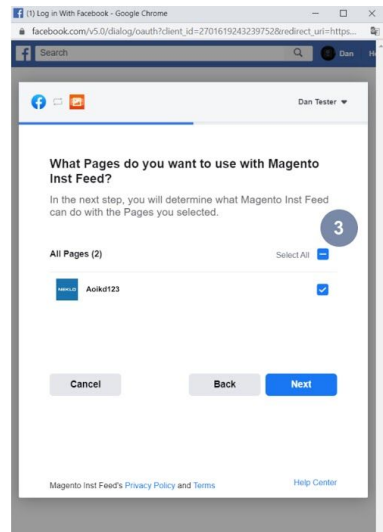 (1) Log in With Facebook - Google Chrome
facebook.com/v5.0/dialog/oauth?client_id=2701619243239752&redirect_uri=https...
Search
Dan
Dan Tester
What Pages do you want to use with Magento
Inst Feed?
In the next step, you will determine what Magento Inst Feed
can do with the Pages you selected.
3
All Pages (2)
Select All
Aoikd123
Cancel
Back
Next
Magento Inst Feed's Privacy Policy and Terms
Help Center